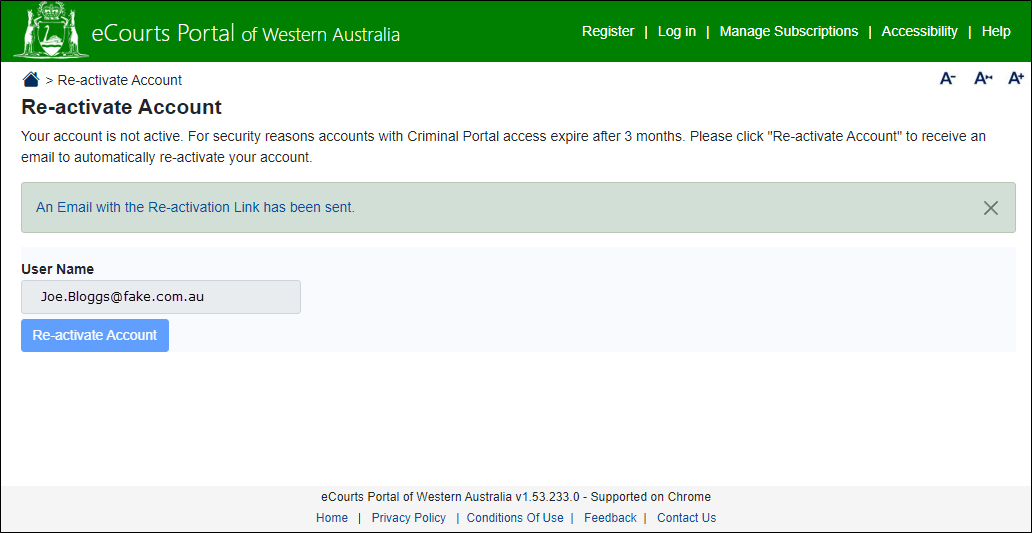 eCourts Portal of Western Australia
Register | Log in | Manage Subscriptions | Accessibility | Help
> Re-activate Account
A- A↔ A+
Re-activate Account
Your account is not active. For security reasons accounts with Criminal Portal access expire after 3 months. Please click "Re-activate Account" to receive an
email to automatically re-activate your account.
An Email with the Re-activation Link has been sent.
User Name
Joe.Bloggs@fake.com.au
Re-activate Account
eCourts Portal of Western Australia v1.53.233.0 - Supported on Chrome
Home | Privacy Policy | Conditions Of Use | Feedback | Contact Us